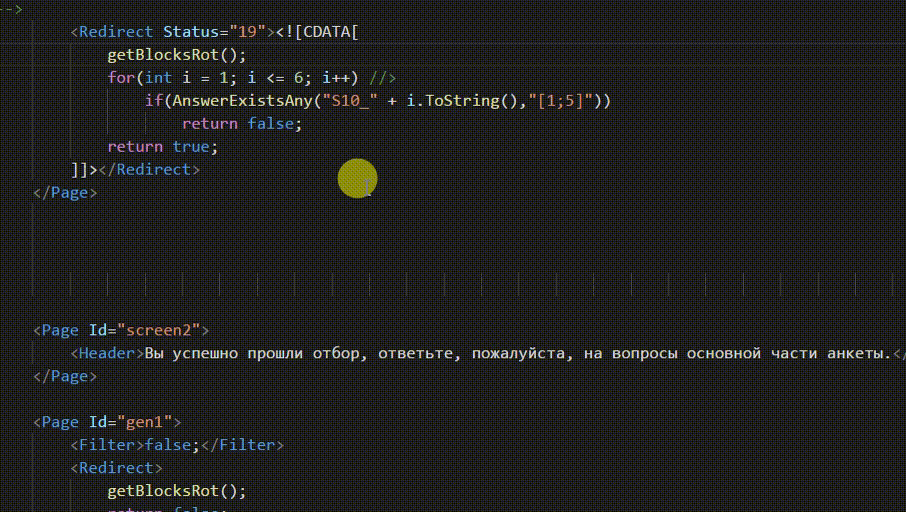 -->
<Redirect Status="19"><![CDATA[
getBlocksRot();
for(int i = 1; i <= 6; i++) //>
if(AnswerExistsAny("S10_" + i.ToString(),"[1;5]"))
return false;
return true;
]]></Redirect>
</Page>
<Page Id="screen2">
<Header>Вы успешно прошли отбор, ответьте, пожалуйста, на вопросы основной части анкеты.</
</Page>
<Page Id="gen1">
<Filter>false;</Filter>
<Redirect>
getBlocksRot();
return false;